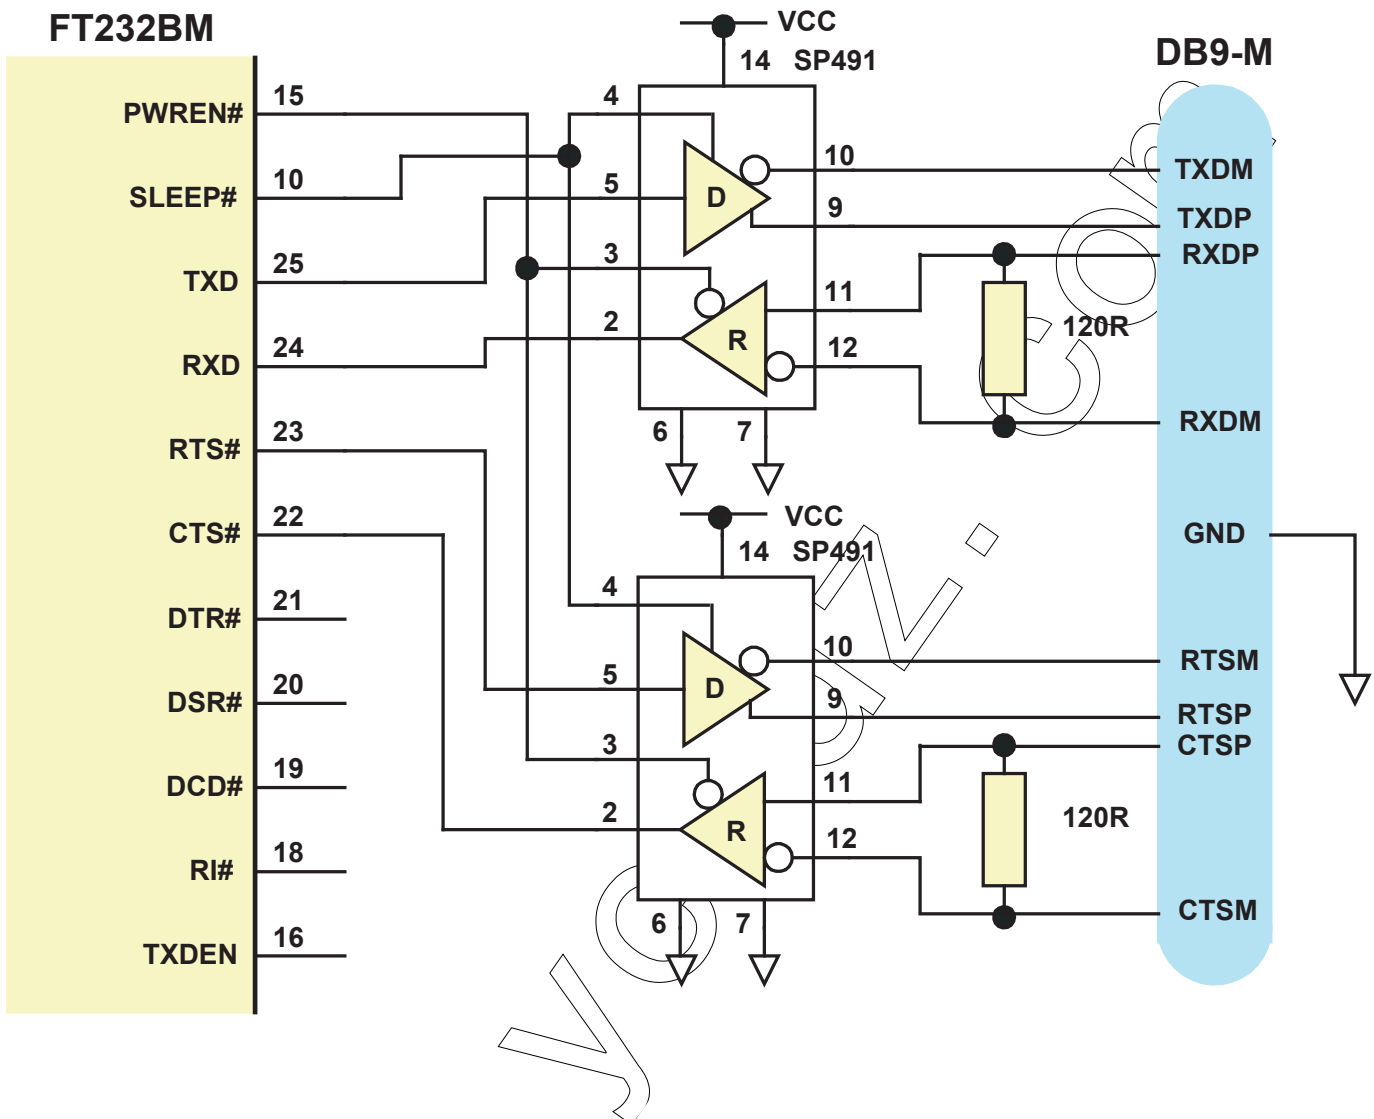 FT232BM
PWREN# 15
SLEEP# 10
TXD 25
RXD 24
RTS# 23
CTS# 22
DTR# 21
DSR# 20
DCD# 19
RI# 18
TXDEN 16
VCC
14 SP491
4
5
3
2
D
R
10
9
11
12
6 7
120R
VCC
14 SP491
4
5
3
2
D
R
10
9
11
12
6 7
120R
DB9-M
TXDM
TXDP
RXDP
RXDM
GND
RTSM
RTSP
CTSP
CTSM